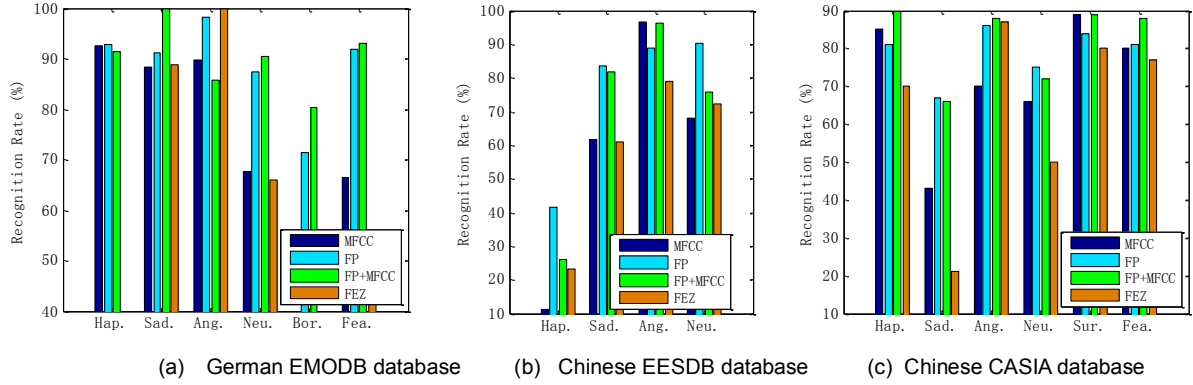 100
90
80
70
60
50
40
Recognition Rate (%)
Hap. Sad. Ang. Neu. Bor. Fea.
MFCC
FP
FP+MFCC
FEZ
(a) German EMODB database
100
90
80
70
60
50
40
30
20
10
Recognition Rate (%)
Hap. Sad. Ang. Neu.
MFCC
FP
FP+MFCC
FEZ
(b) Chinese EESDB database
90
80
70
60
50
40
30
20
10
Recognition Rate (%)
Hap. Sad. Ang. Neu. Sur. Fea.
MFCC
FP
FP+MFCC
FEZ
(c) Chinese CASIA database